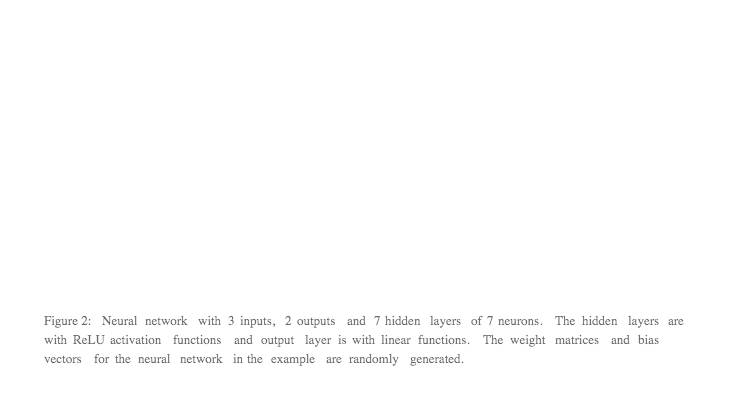 Figure 2: Neural network with 3 inputs, 2 outputs and 7 hidden layers of 7 neurons. The hidden layers are
with ReLU activation functions and output layer is with linear functions. The weight matrices and bias
vectors for the neural network in the example are randomly generated.